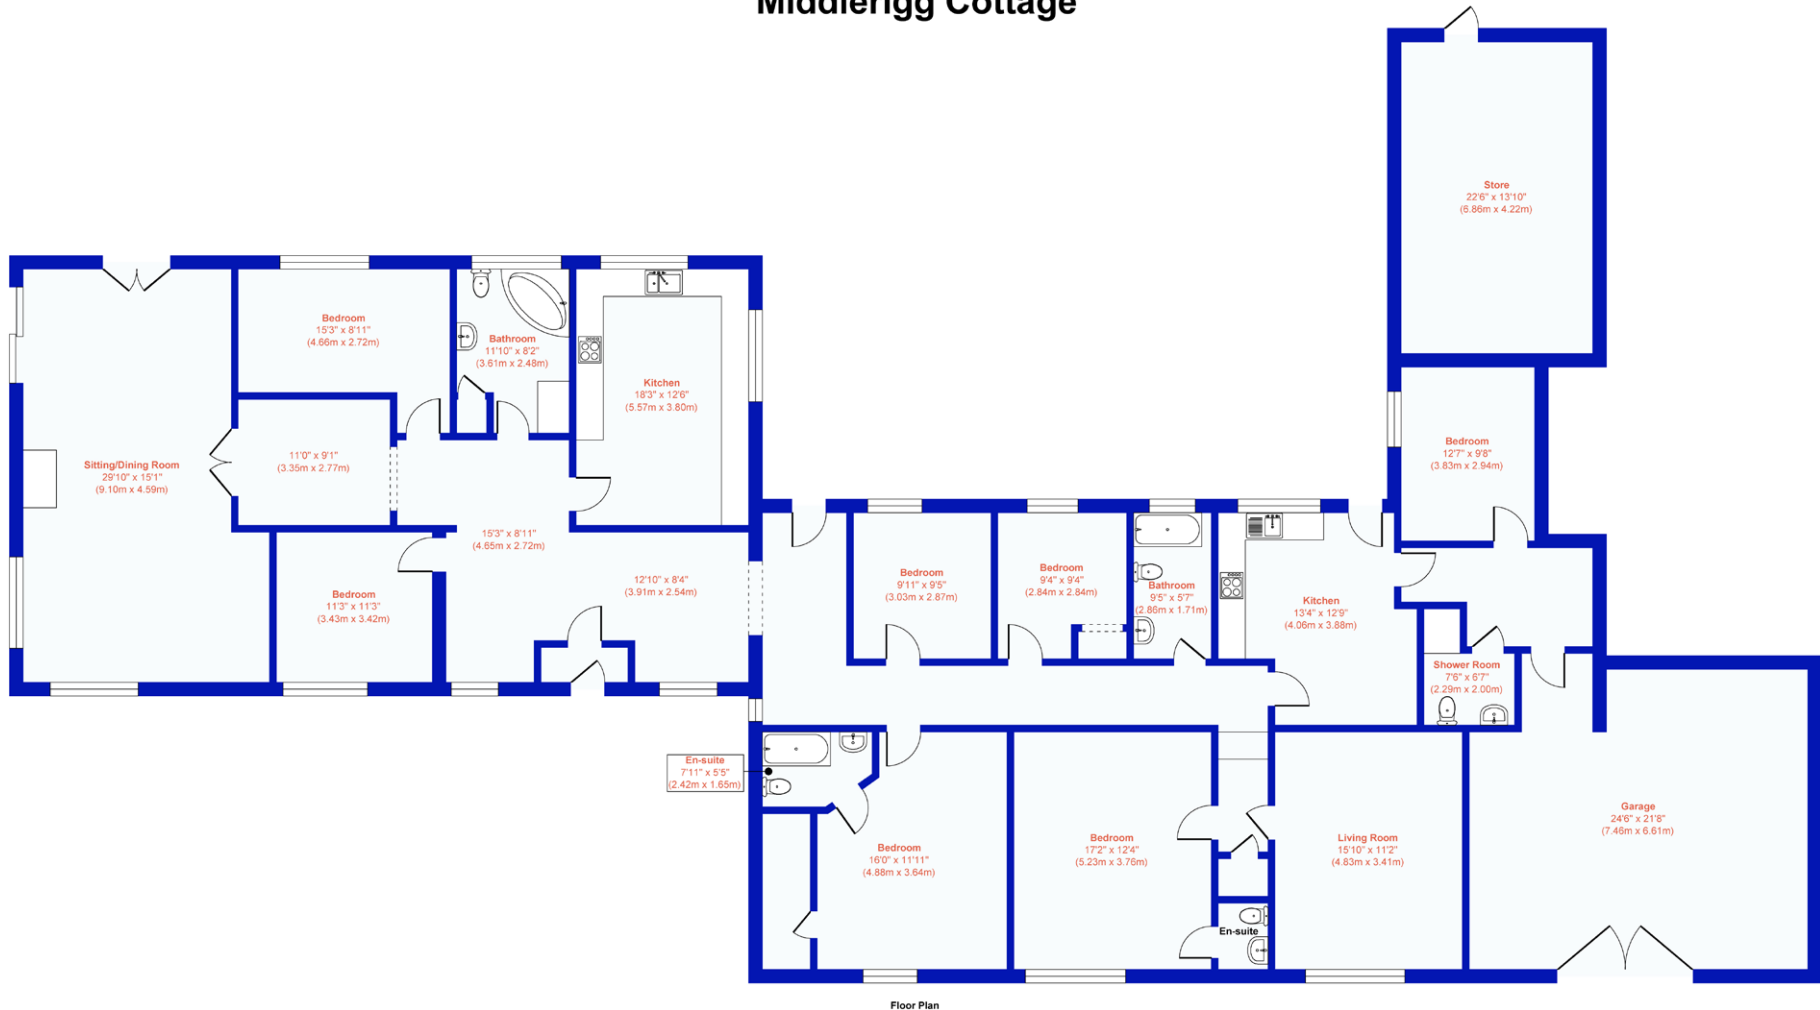 Middlerigg Cottage
Store
22'6" x 13'10"
(6.86m x 4.22m)
Bedroom
15'3" x 8'11"
(4.66m x 2.72m)
Bathroom
11'10" x 8'2"
(3.61m x 2.48m)
Kitchen
18'3" x 12'6"
(5.57m x 3.80m)
Sitting/Dining Room
29'10" x 15'1"
(9.10m x 4.59m)
11'0" x 9'1"
(3.35m x 2.77m)
Bedroom
12'7" x 9'8"
(3.83m x 2.94m)
15'3" x 8'11"
(4.65m x 2.72m)
Bedroom
11'3" x 11'3"
(3.43m x 3.42m)
12'10" x 8'4"
(3.91m x 2.54m)
Bedroom
9'11" x 9'5"
(3.03m x 2.87m)
Bedroom
9'4" x 9'4"
(2.84m x 2.84m)
Bathroom
9'5" x 5'7"
(2.86m x 1.71m)
Kitchen
13'4" x 12'9"
(4.06m x 3.88m)
Shower Room
7'6" x 6'7"
(2.29m x 2.00m)
En-suite
7'11" x 5'5"
(2.42m x 1.65m)
Bedroom
16'0" x 11'11"
(4.88m x 3.64m)
Bedroom
17'2" x 12'4"
(5.23m x 3.76m)
Living Room
15'10" x 11'2"
(4.83m x 3.41m)
Garage
24'6" x 21'8"
(7.46m x 6.61m)
En-suite
Floor Plan